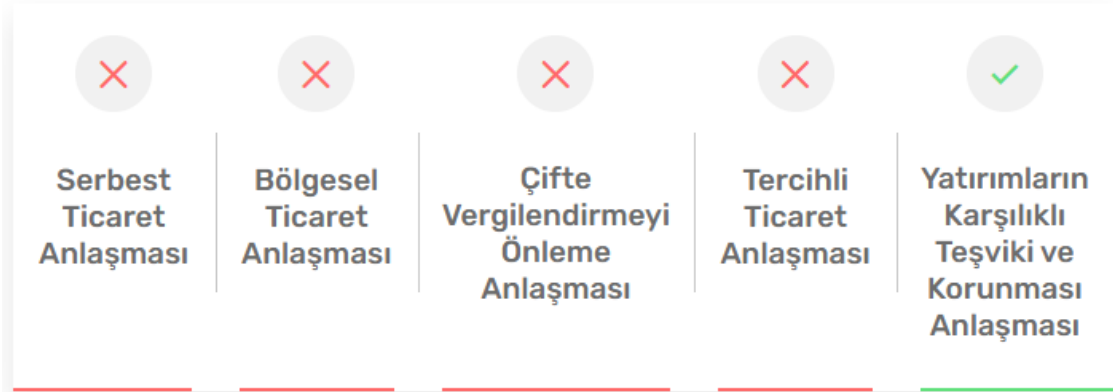 Serbest
Ticaret
Anlaşması
Bölgesel
Ticaret
Anlaşması
Çifte
Vergilendirmeyi
Önleme
Anlaşması
Tercihli
Ticaret
Anlaşması
Yatırımların
Karşılıklı
Teşviki ve
Korunması
Anlaşması